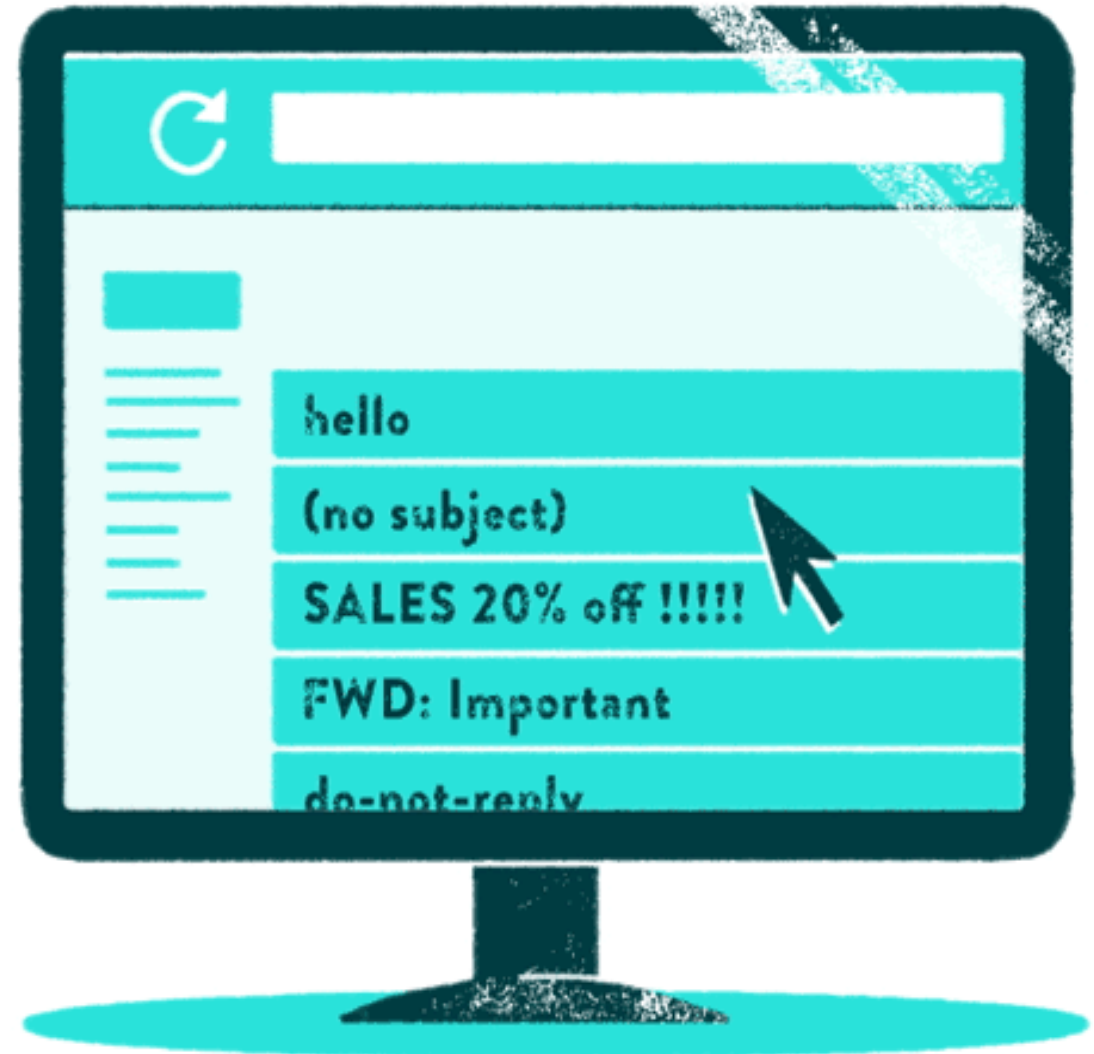 hello
(no subject)
SALES 20% off !!!!!
FWD: Important
do-not-reply